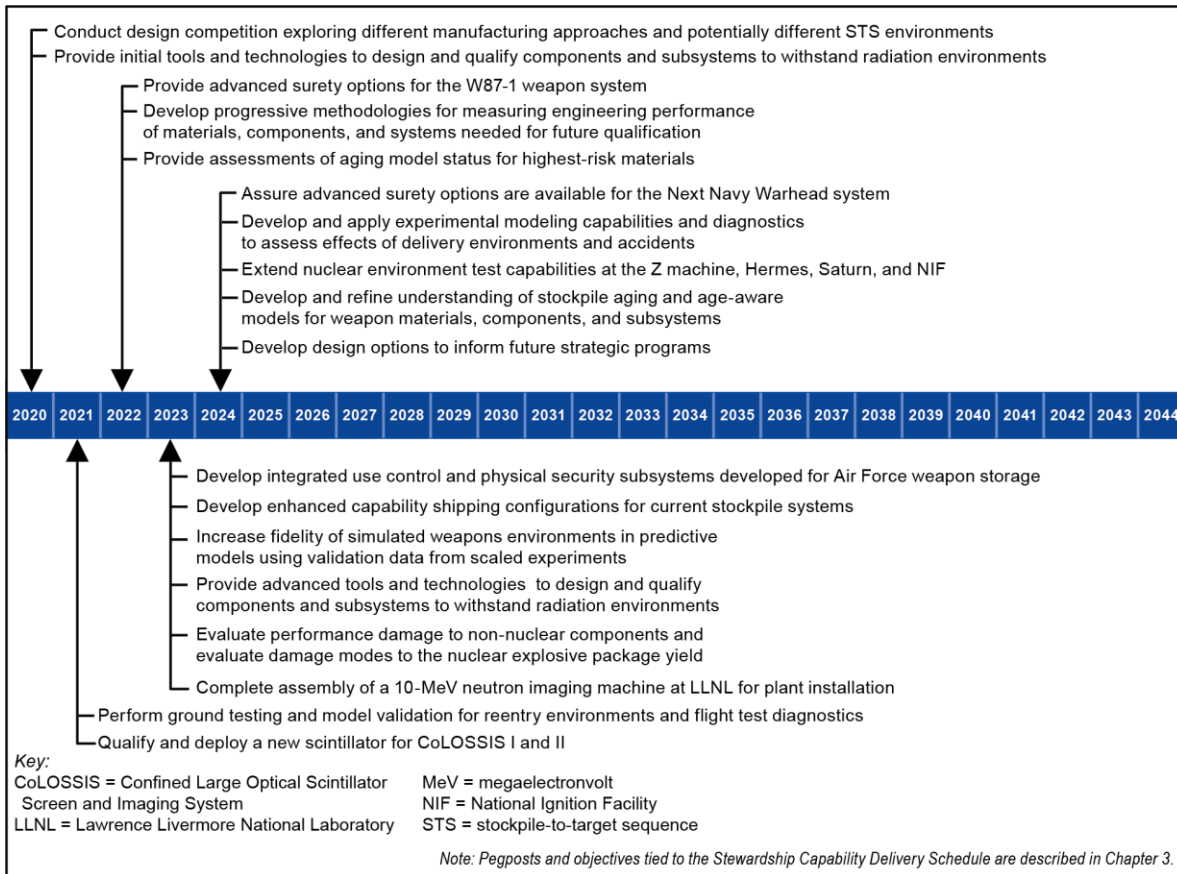 Conduct design competition exploring different manufacturing approaches and potentially different STS environments
Provide initial tools and technologies to design and qualify components and subsystems to withstand radiation environments
Provide advanced surety options for the W87-1 weapon system
Develop progressive methodologies for measuring engineering performance
of materials, components, and systems needed for future qualification
Provide assessments of aging model status for highest-risk materials
Assure advanced surety options are available for the Next Navy Warhead system
Develop and apply experimental modeling capabilities and diagnostics
to assess effects of delivery environments and accidents
Extend nuclear environment test capabilities at the Z machine, Hermes, Saturn, and NIF
Develop and refine understanding of stockpile aging and age-aware
models for weapon materials, components, and subsystems
Develop design options to inform future strategic programs
2020 2021 2022 2023 2024 2025 2026 2027 2028 2029 2030 2031 2032 2033 2034 2035 2036 2037 2038 2039 2040 2041 2042 2043 2044
Develop integrated use control and physical security subsystems developed for Air Force weapon storage
Develop enhanced capability shipping configurations for current stockpile systems
Increase fidelity of simulated weapons environments in predictive
models using validation data from scaled experiments
Provide advanced tools and technologies to design and qualify
components and subsystems to withstand radiation environments
Evaluate performance damage to non-nuclear components and
evaluate damage modes to the nuclear explosive package yield
Complete assembly of a 10-MeV neutron imaging machine at LLNL for plant installation
Perform ground testing and model validation for reentry environments and flight test diagnostics
Qualify and deploy a new scintillator for CoLOSSIS I and II
Key:
CoLOSSIS = Confined Large Optical Scintillator
Screen and Imaging System
LLNL = Lawrence Livermore National Laboratory
MeV = megaelectronvolt
NIF = National Ignition Facility
STS = stockpile-to-target sequence
Note: Pegposts and objectives tied to the Stewardship Capability Delivery Schedule are described in Chapter 3.